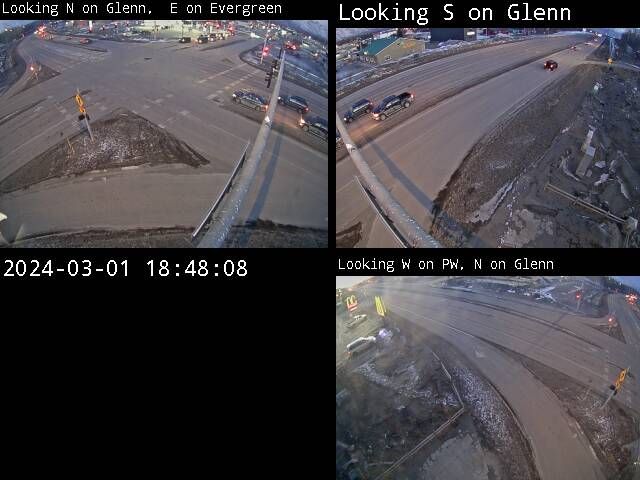 Looking N on Glenn, E on Evergreen
Looking S on Glenn
2024-03-01 18:48:08
Looking W on PW, N on Glenn